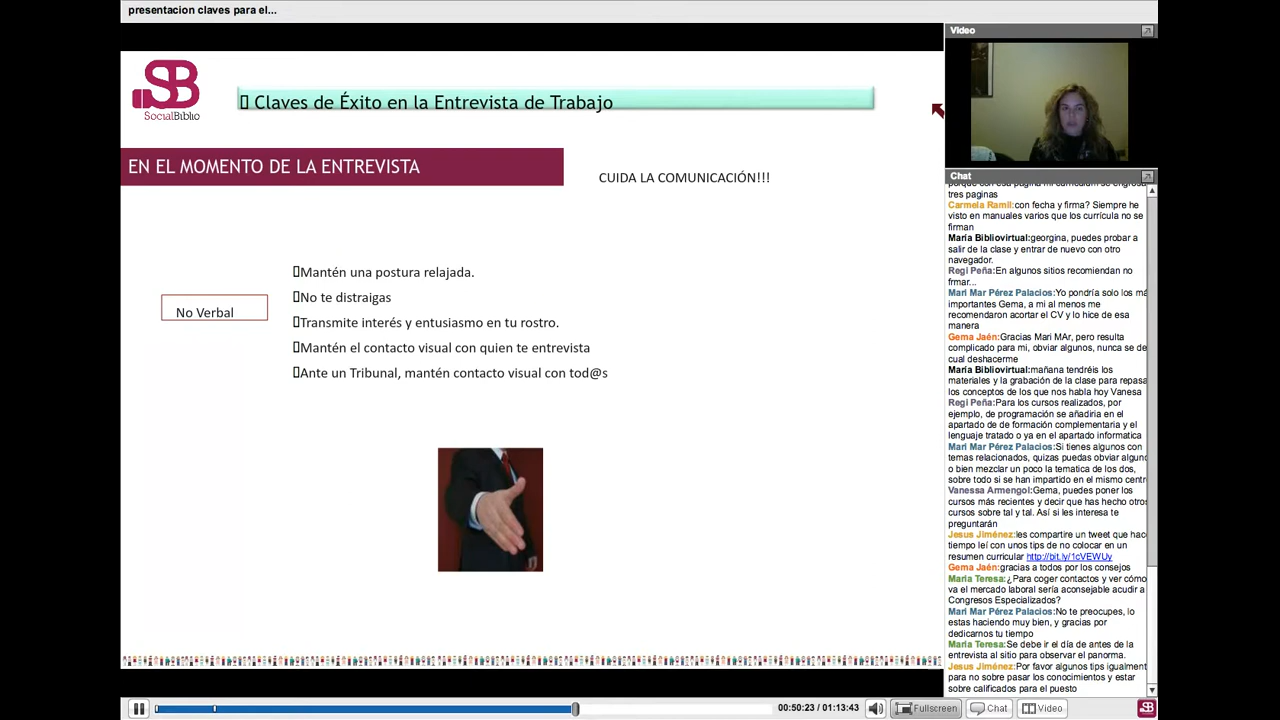 presentacion claves para el...
SB
SocialBiblio
Claves de Éxito en la Entrevista de Trabajo
EN EL MOMENTO DE LA ENTREVISTA
CUIDA LA COMUNICACIÓN!!!
No Verbal
Mantén una postura relajada.
No te distraigas
Transmite interés y entusiasmo en tu rostro.
Mantén el contacto visual con quien te entrevista
Ante un Tribunal, mantén contacto visual con tod@s
Video
Chat
tres paginas
Carmela Ramil:con fecha y firma? Siempre he
visto en manuales varios que los currícula no se
firman
María Bibliovirtual:georgina, puedes probar a
salir de la clase y entrar de nuevo con otro
navegador.
Regi Peña:En algunos sitios recomiendan no
frmar...
Mari Mar Pérez Palacios:Yo pondría solo los má
importantes Gema, a mi al menos me
recomendaron acortar el CV y lo hice de esa
manera
Gema Jaén:Gracias Mari MAr, pero resulta
complicado para mi, obviar algunos, nunca se de
cual deshacerme
María Bibliovirtual:mañana tendréis los
materiales y la grabación de la clase para repasa
los conceptos de los que nos habla hoy Vanesa
Regi Peña:Para los cursos realizados, por
ejemplo, de programación se añadiria en el
apartado de de formación complementaria y el
lenguaje tratado o ya en el apartado informatica
Mari Mar Pérez Palacios:Si tienes algunos con
temas relacionados, quizas puedas obviar alguno
o bien mezclar un poco la tematica de los dos,
sobre todo si se han impartido en el mismo centr
Vanessa Armengol:Gema, puedes poner los
cursos más recientes y decir que has hecho otros
cursos sobre tal y tal. Así si les interesa te
preguntarán
Jesus Jiménez:les compartire un tweet que hac
tiempo leí con unos tips de no colocar en un
resumen curricular http://bit.ly/1cVEWUy
Gema Jaén:gracias a todos por los consejos
Maria Teresa:¿Para coger contactos y ver cómo
va el mercado laboral sería aconsejable acudir a
Congresos Especializados?
Mari Mar Pérez Palacios:No te preocupes, lo
estas haciendo muy bien, y gracias por
dedicarnos tu tiempo
Maria Teresa:Se debe ir el día de antes de la
entrevista al sitio para observar el panorma.
Jesus Jiménez:Por favor algunos tips igualment
para no sobre pasar los conocimientos y estar
sobre calificados para el puesto
00:50:23 / 01:13:43
Fullscreen
Chat
Video
SB